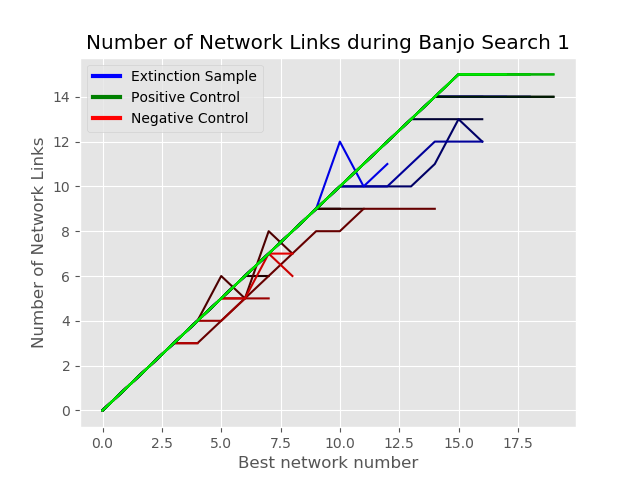 Number of Network Links during Banjo Search 1
Extinction Sample
Positive Control
Negative Control
Number of Network Links
14
12
10
8
6
4
2
0
0.0 2.5 5.0 7.5 10.0 12.5 15.0 17.5
Best network number